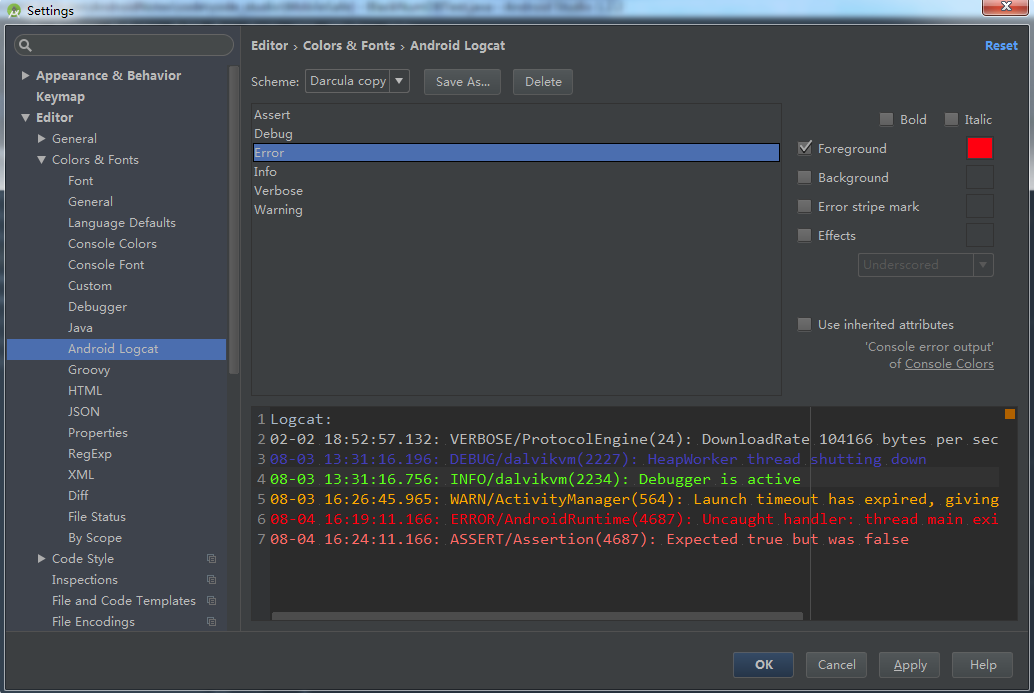 Settings
Editor › Colors & Fonts › Android Logcat
Reset
Scheme: Darcula copy
Save As...
Delete
Appearance & Behavior
Keymap
Editor
General
Colors & Fonts
Font
General
Language Defaults
Console Colors
Console Font
Custom
Debugger
Java
Android Logcat
Groovy
HTML
JSON
Properties
RegExp
XML
Diff
File Status
By Scope
Code Style
Inspections
File and Code Templates
File Encodings
Assert
Debug
Error
Info
Verbose
Warning
Bold
Italic
Foreground
Background
Error stripe mark
Effects
Underscored
Use inherited attributes
'Console error output'
of Console Colors
1 Logcat:
2 02-02 18:52:57.132: VERBOSE/ProtocolEngine(24): DownloadRate 104166 bytes per sec
3 08-03 13:31:16.196: DEBUG/dalvikvm(2227): HeapWorker thread shutting down
4 08-03 13:31:16.756: INFO/dalvikvm(2234): Debugger is active
5 08-03 16:26:45.965: WARN/ActivityManager(564): Launch timeout has expired, giving
6 08-04 16:19:11.166: ERROR/AndroidRuntime(4687): Uncaught handler: thread main exi
7 08-04 16:24:11.166: ASSERT/Assertion(4687): Expected true but was false
OK
Cancel
Apply
Help